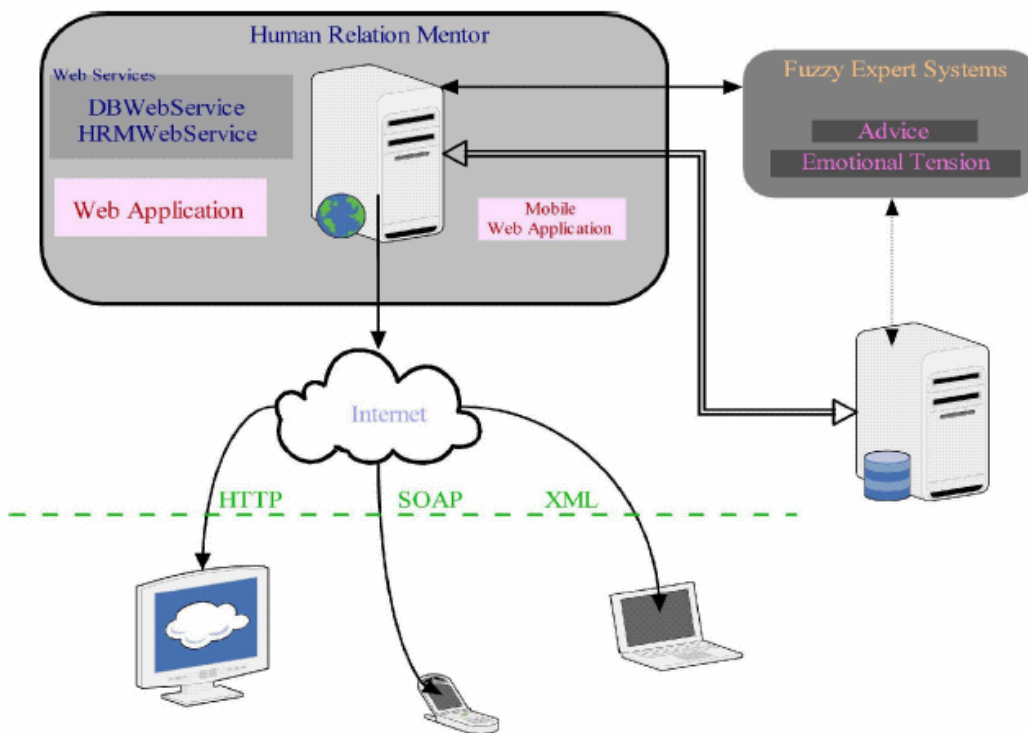 Human Relation Mentor
Web Services
DBWebService
HRMWebService
Web Application
Mobile
Web Application
Fuzzy Expert Systems
Advice
Emotional Tension
Internet
HTTP
SOAP
XML